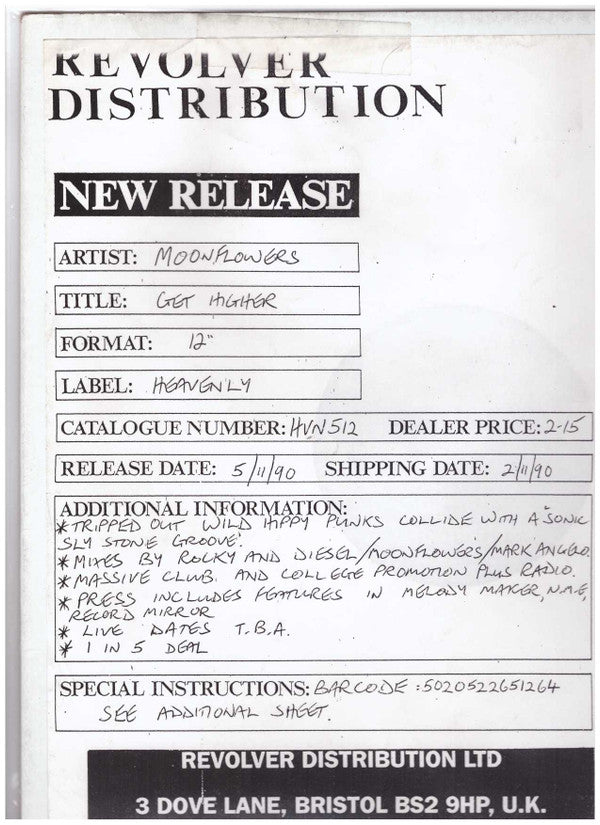 REVOLVER
DISTRIBUTION
NEW RELEASE
ARTIST: MOONFLOWERS
TITLE: GET HIGHER
FORMAT: 12"
LABEL: HEAVENLY
CATALOGUE NUMBER: HVN512 DEALER PRICE: 2-15
RELEASE DATE: 5/11/90 SHIPPING DATE: 2/11/90
ADDITIONAL INFORMATION:
* TRIPPED OUT WILD HIPPY PUNKS COLLIDE WITH A 'SONIC
SLY STONE GROOVE'.
* MIXES BY ROCKY AND DIESEL/MOONFLOWERS/MARK ANGELO.
* MASSIVE CLUB AND COLLEGE PROMOTION PLUS RADIO.
* PRESS INCLUDES FEATURES IN MELODY MAKER, N.M.E,
RECORD MIRROR
* LIVE DATES T.B.A.
* 1 IN 5 DEAL
SPECIAL INSTRUCTIONS: BARCODE: 5020522651264
SEE ADDITIONAL SHEET.
REVOLVER DISTRIBUTION LTD
3 DOVE LANE, BRISTOL BS2 9HP, U.K.